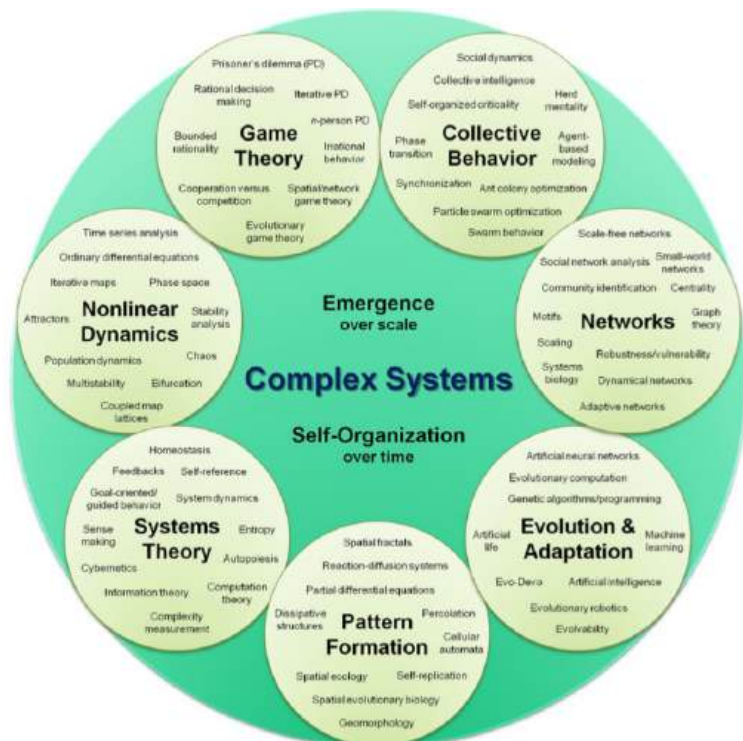 Prisoner's dilemma (PD)
Rational decision
making
Iterative PD
n-person PD
Bounded
rationality
Game
Theory
Irrational
behavior
Cooperation versus
competition
Spatial/network
game theory
Evolutionary
game theory
Social dynamics
Collective intelligence
Self-organized criticality
Herd
mentality
Phase
transition
Collective
Behavior
Agent-
based
modeling
Synchronization
Ant colony optimization
Particle swarm optimization
Swarm behavior
Time series analysis
Ordinary differential equations
Iterative maps
Phase space
Attractors
Nonlinear
Dynamics
Stability
analysis
Population dynamics
Chaos
Multistability
Bifurcation
Coupled map
lattices
Emergence
over scale
Complex Systems
Self-Organization
over time
Scale-free networks
Social network analysis
Small-world
networks
Community identification
Centrality
Motifs
Networks
Graph
theory
Scaling
Robustness/vulnerability
Systems
biology
Dynamical networks
Adaptive networks
Homeostasis
Feedbacks
Self-reference
Goal-oriented/
guided behavior
System dynamics
Sense
making
Systems
Theory
Entropy
Cybernetics
Autopoiesis
Information theory
Computation
theory
Complexity
measurement
Spatial fractals
Reaction-diffusion systems
Partial differential equations
Dissipative
structures
Pattern
Formation
Percolation
Cellular
automata
Spatial ecology
Self-replication
Spatial evolutionary biology
Geomorphology
Artificial neural networks
Evolutionary computation
Genetic algorithms/programming
Artificial
life
Evolution &
Adaptation
Machine
learning
Evo-Devo
Artificial intelligence
Evolutionary robotics
Evolvability